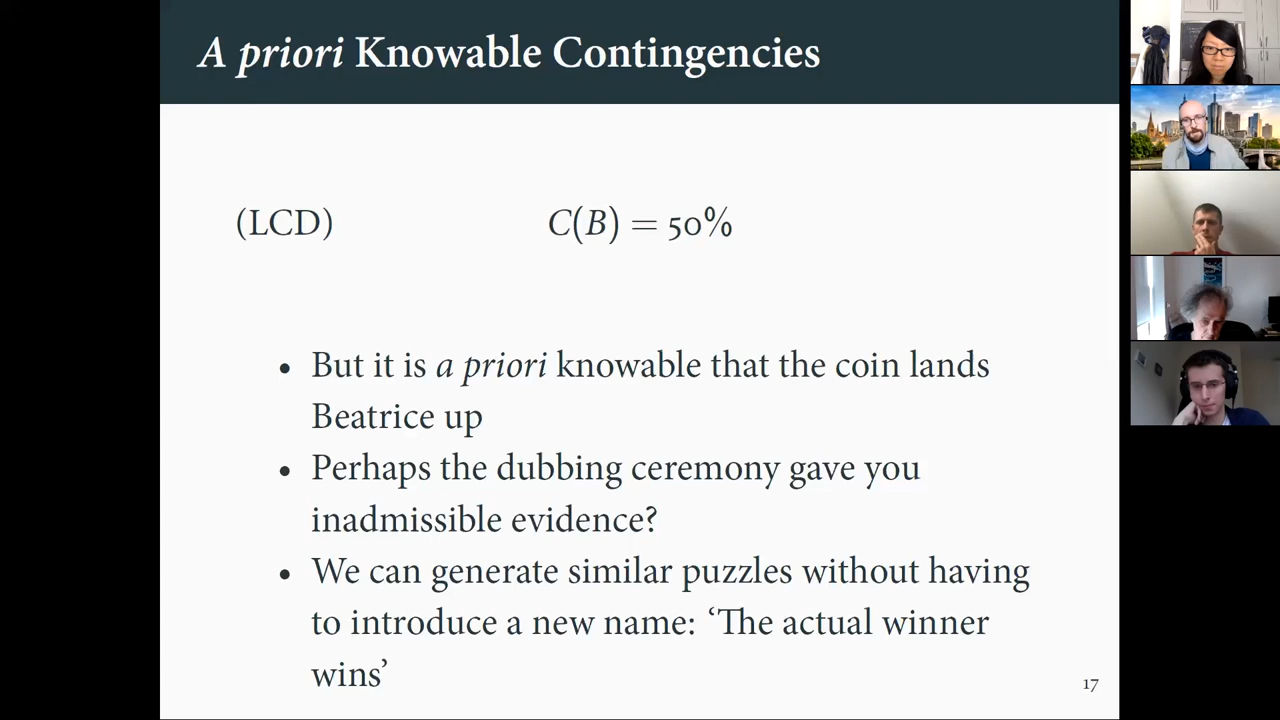 A priori Knowable Contingencies
(LCD) C(B) = 50%
• But it is a priori knowable that the coin lands
Beatrice up
• Perhaps the dubbing ceremony gave you
inadmissible evidence?
• We can generate similar puzzles without having
to introduce a new name: ‘The actual winner
wins’
17